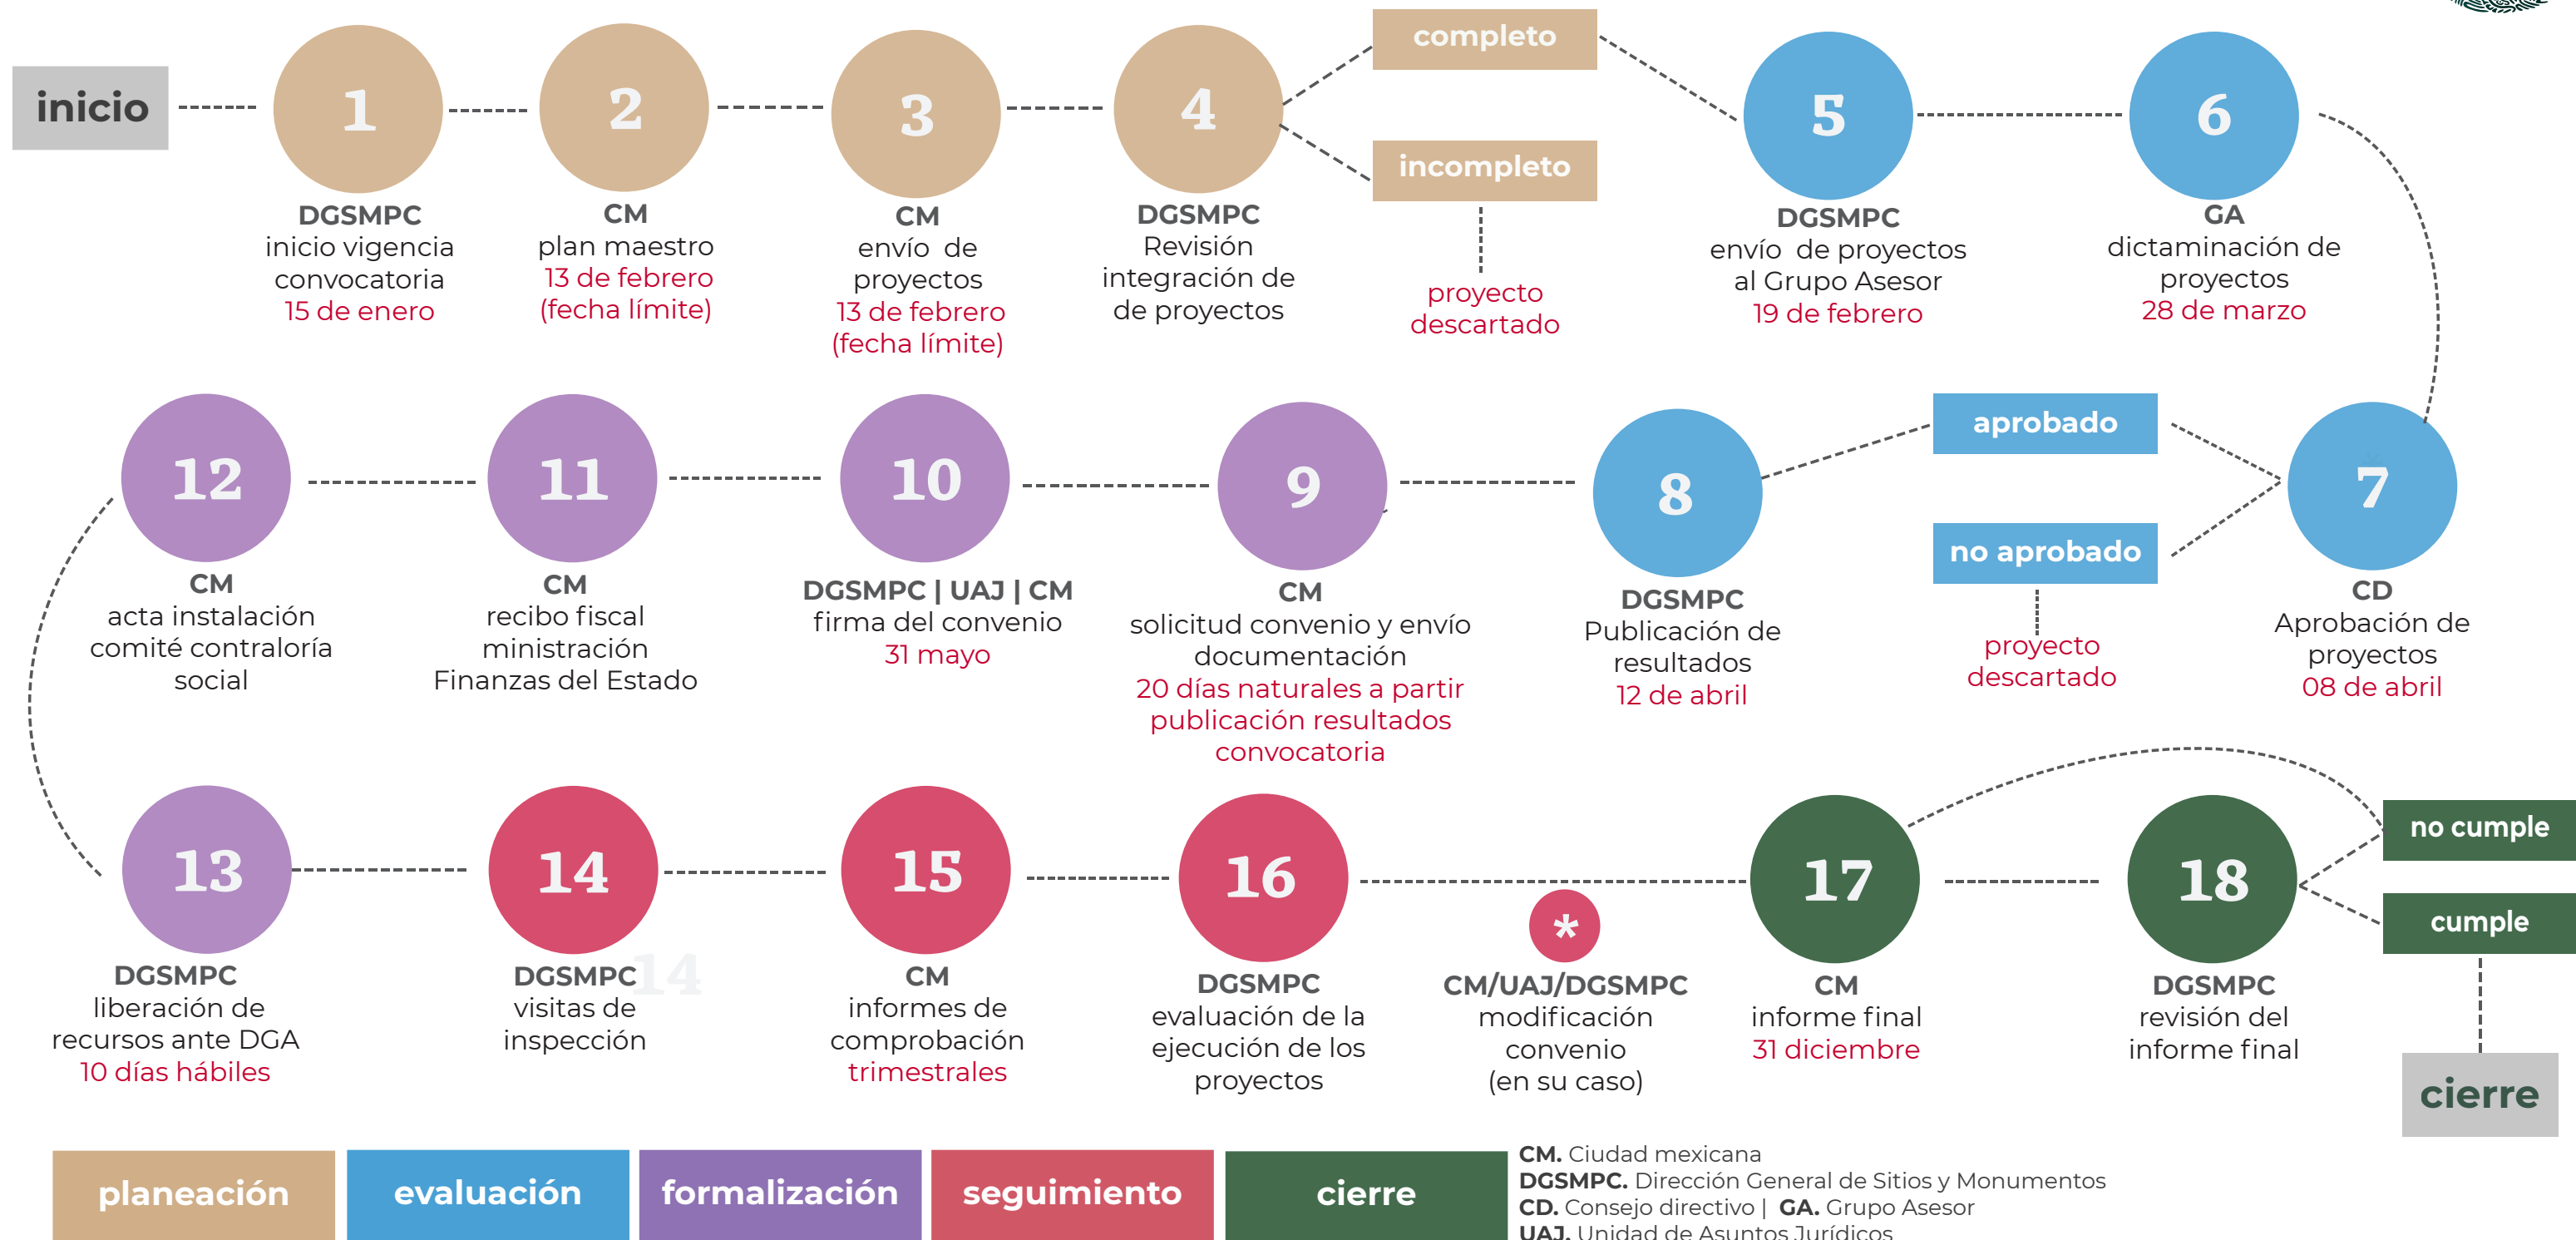 inicio
1
DGSMPC
inicio vigencia
convocatoria
15 de enero
2
CM
plan maestro
13 de febrero
(fecha límite)
3
CM
envío de
proyectos
13 de febrero
(fecha límite)
4
DGSMPC
Revisión
integración de
de proyectos
completo
incompleto
proyecto
descartado
5
DGSMPC
envío de proyectos
al Grupo Asesor
19 de febrero
6
GA
dictaminación de
proyectos
28 de marzo
7
CD
Aprobación de
proyectos
08 de abril
aprobado
no aprobado
proyecto
descartado
8
DGSMPC
Publicación de
resultados
12 de abril
9
CM
solicitud convenio y envío
documentación
20 días naturales a partir
publicación resultados
convocatoria
10
DGSMPC | UAJ | CM
firma del convenio
31 mayo
11
CM
recibo fiscal
ministración
Finanzas del Estado
12
CM
acta instalación
comité contraloría
social
13
DGSMPC
liberación de
recursos ante DGA
10 días hábiles
14
14
DGSMPC
visitas de
inspección
15
CM
informes de
comprobación
trimestrales
16
DGSMPC
evaluación de la
ejecución de los
proyectos
*
CM/UAJ/DGSMPC
modificación
convenio
(en su caso)
17
CM
informe final
31 diciembre
18
DGSMPC
revisión del
informe final
no cumple
cumple
cierre
planeación
evaluación
formalización
seguimiento
cierre
CM. Ciudad mexicana
DGSMPC. Dirección General de Sitios y Monumentos
CD. Consejo directivo | GA. Grupo Asesor
UAJ. Unidad de Asuntos Jurídicos